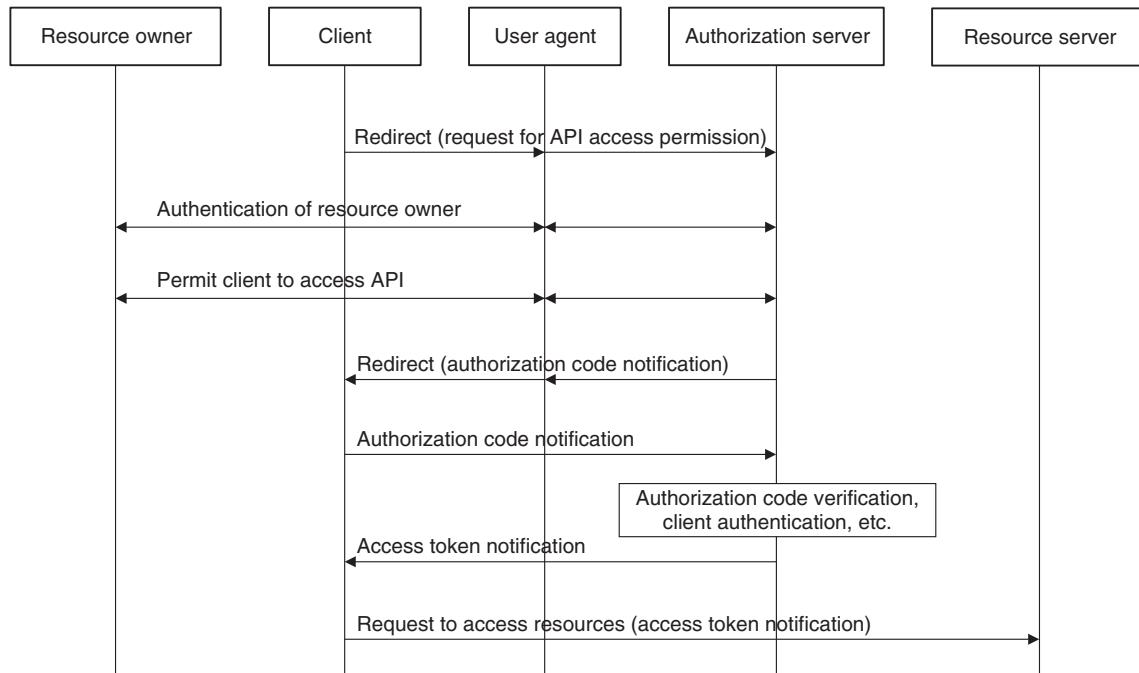 Resource owner
Client
User agent
Authorization server
Resource server
Redirect (request for API access permission)
Authentication of resource owner
Permit client to access API
Redirect (authorization code notification)
Authorization code notification
Authorization code verification,
client authentication, etc.
Access token notification
Request to access resources (access token notification)